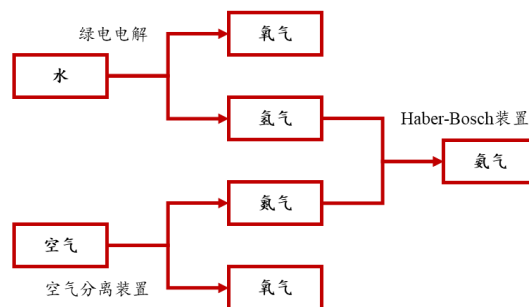 绿电电解
氧气
水
氢气
Haber-Bosch装置
氨气
氮气
空气
空气分离装置
氧气